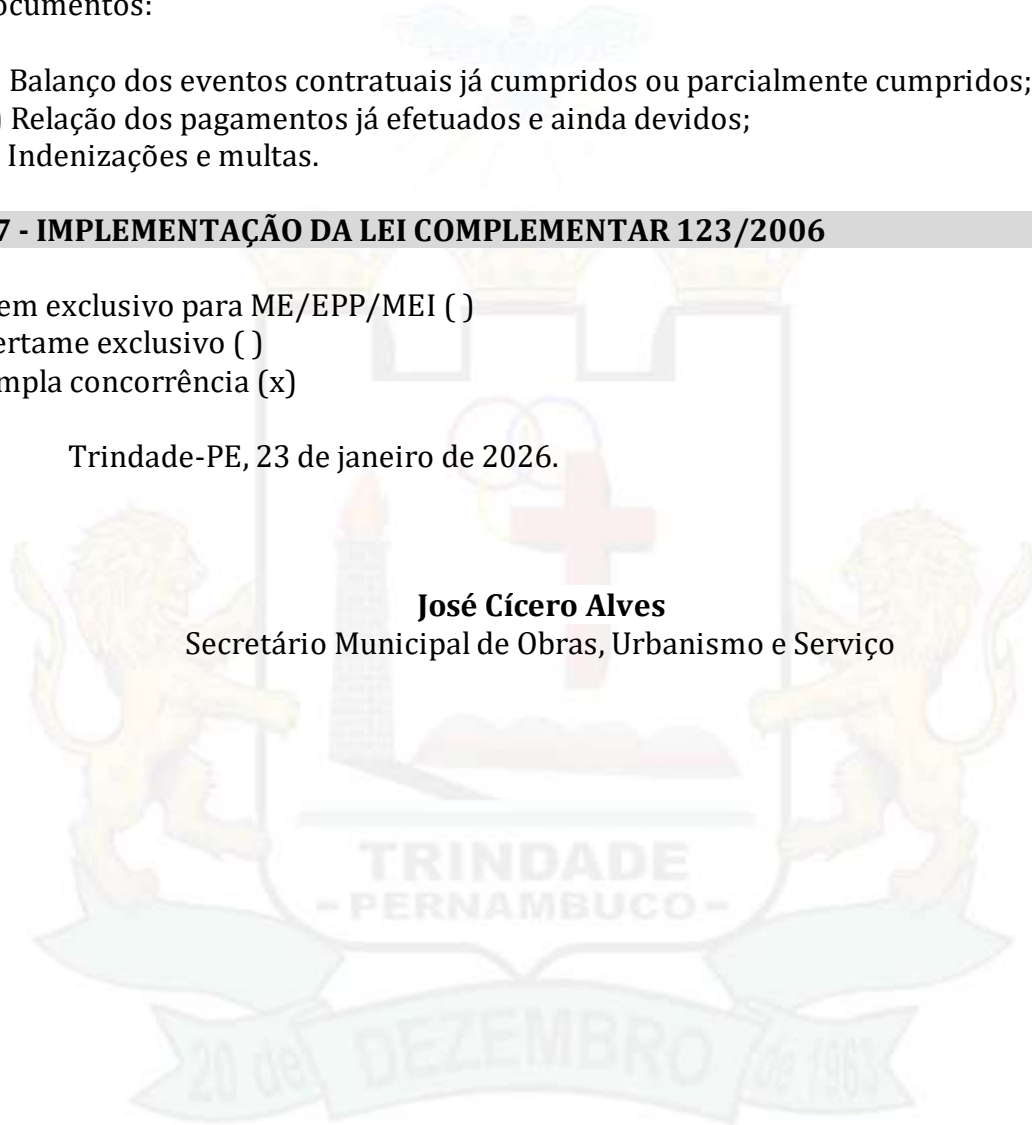 ocumentos:
Balanço dos eventos contratuais já cumpridos ou parcialmente cumpridos;
) Relação dos pagamentos já efetuados e ainda devidos;
Indenizações e multas.
7 - IMPLEMENTAÇÃO DA LEI COMPLEMENTAR 123/2006
em exclusivo para ME/EPP/MEI ( )
ertame exclusivo ( )
mpla concorrência (x)
Trindade-PE, 23 de janeiro de 2026.
José Cícero Alves
Secretário Municipal de Obras, Urbanismo e Serviço
TRINDADE
- PERNAMBUCO -
20 de DEZEMBRO de 1963